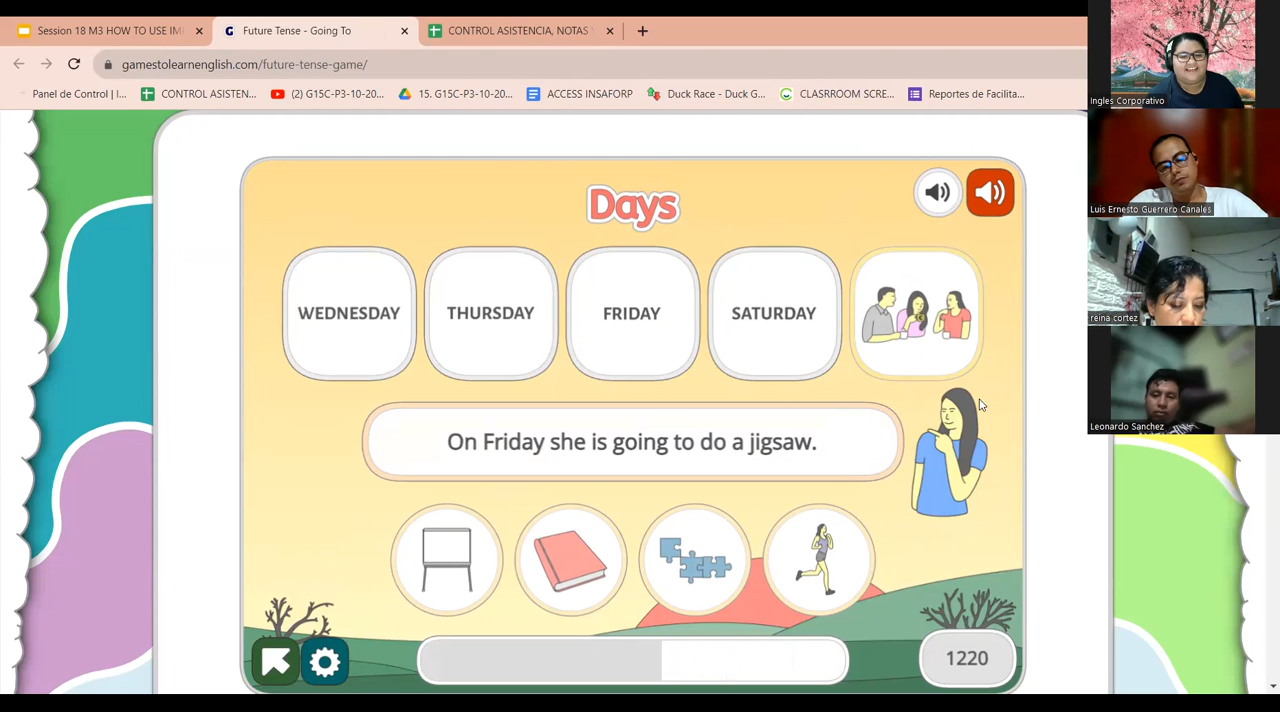 Session 18 M3 HOW TO USE IMI
Future Tense - Going To
CONTROL ASISTENCIA, NOTAS Y
gamestolearnenglish.com/future-tense-game/
Panel de Control | I...
CONTROL ASISTEN...
(2) G15C-P3-10-20...
15. G15C-P3-10-202...
ACCESS INSAFORP
Duck Race - Duck G...
CLASRROOM SCRE...
Reportes de Facilita...
Ingles Corporativo
Luis Ernesto Guerrero Canales
reina cortez
Leonardo Sanchez
Days
WEDNESDAY
THURSDAY
FRIDAY
SATURDAY
On Friday she is going to do a jigsaw.
1220